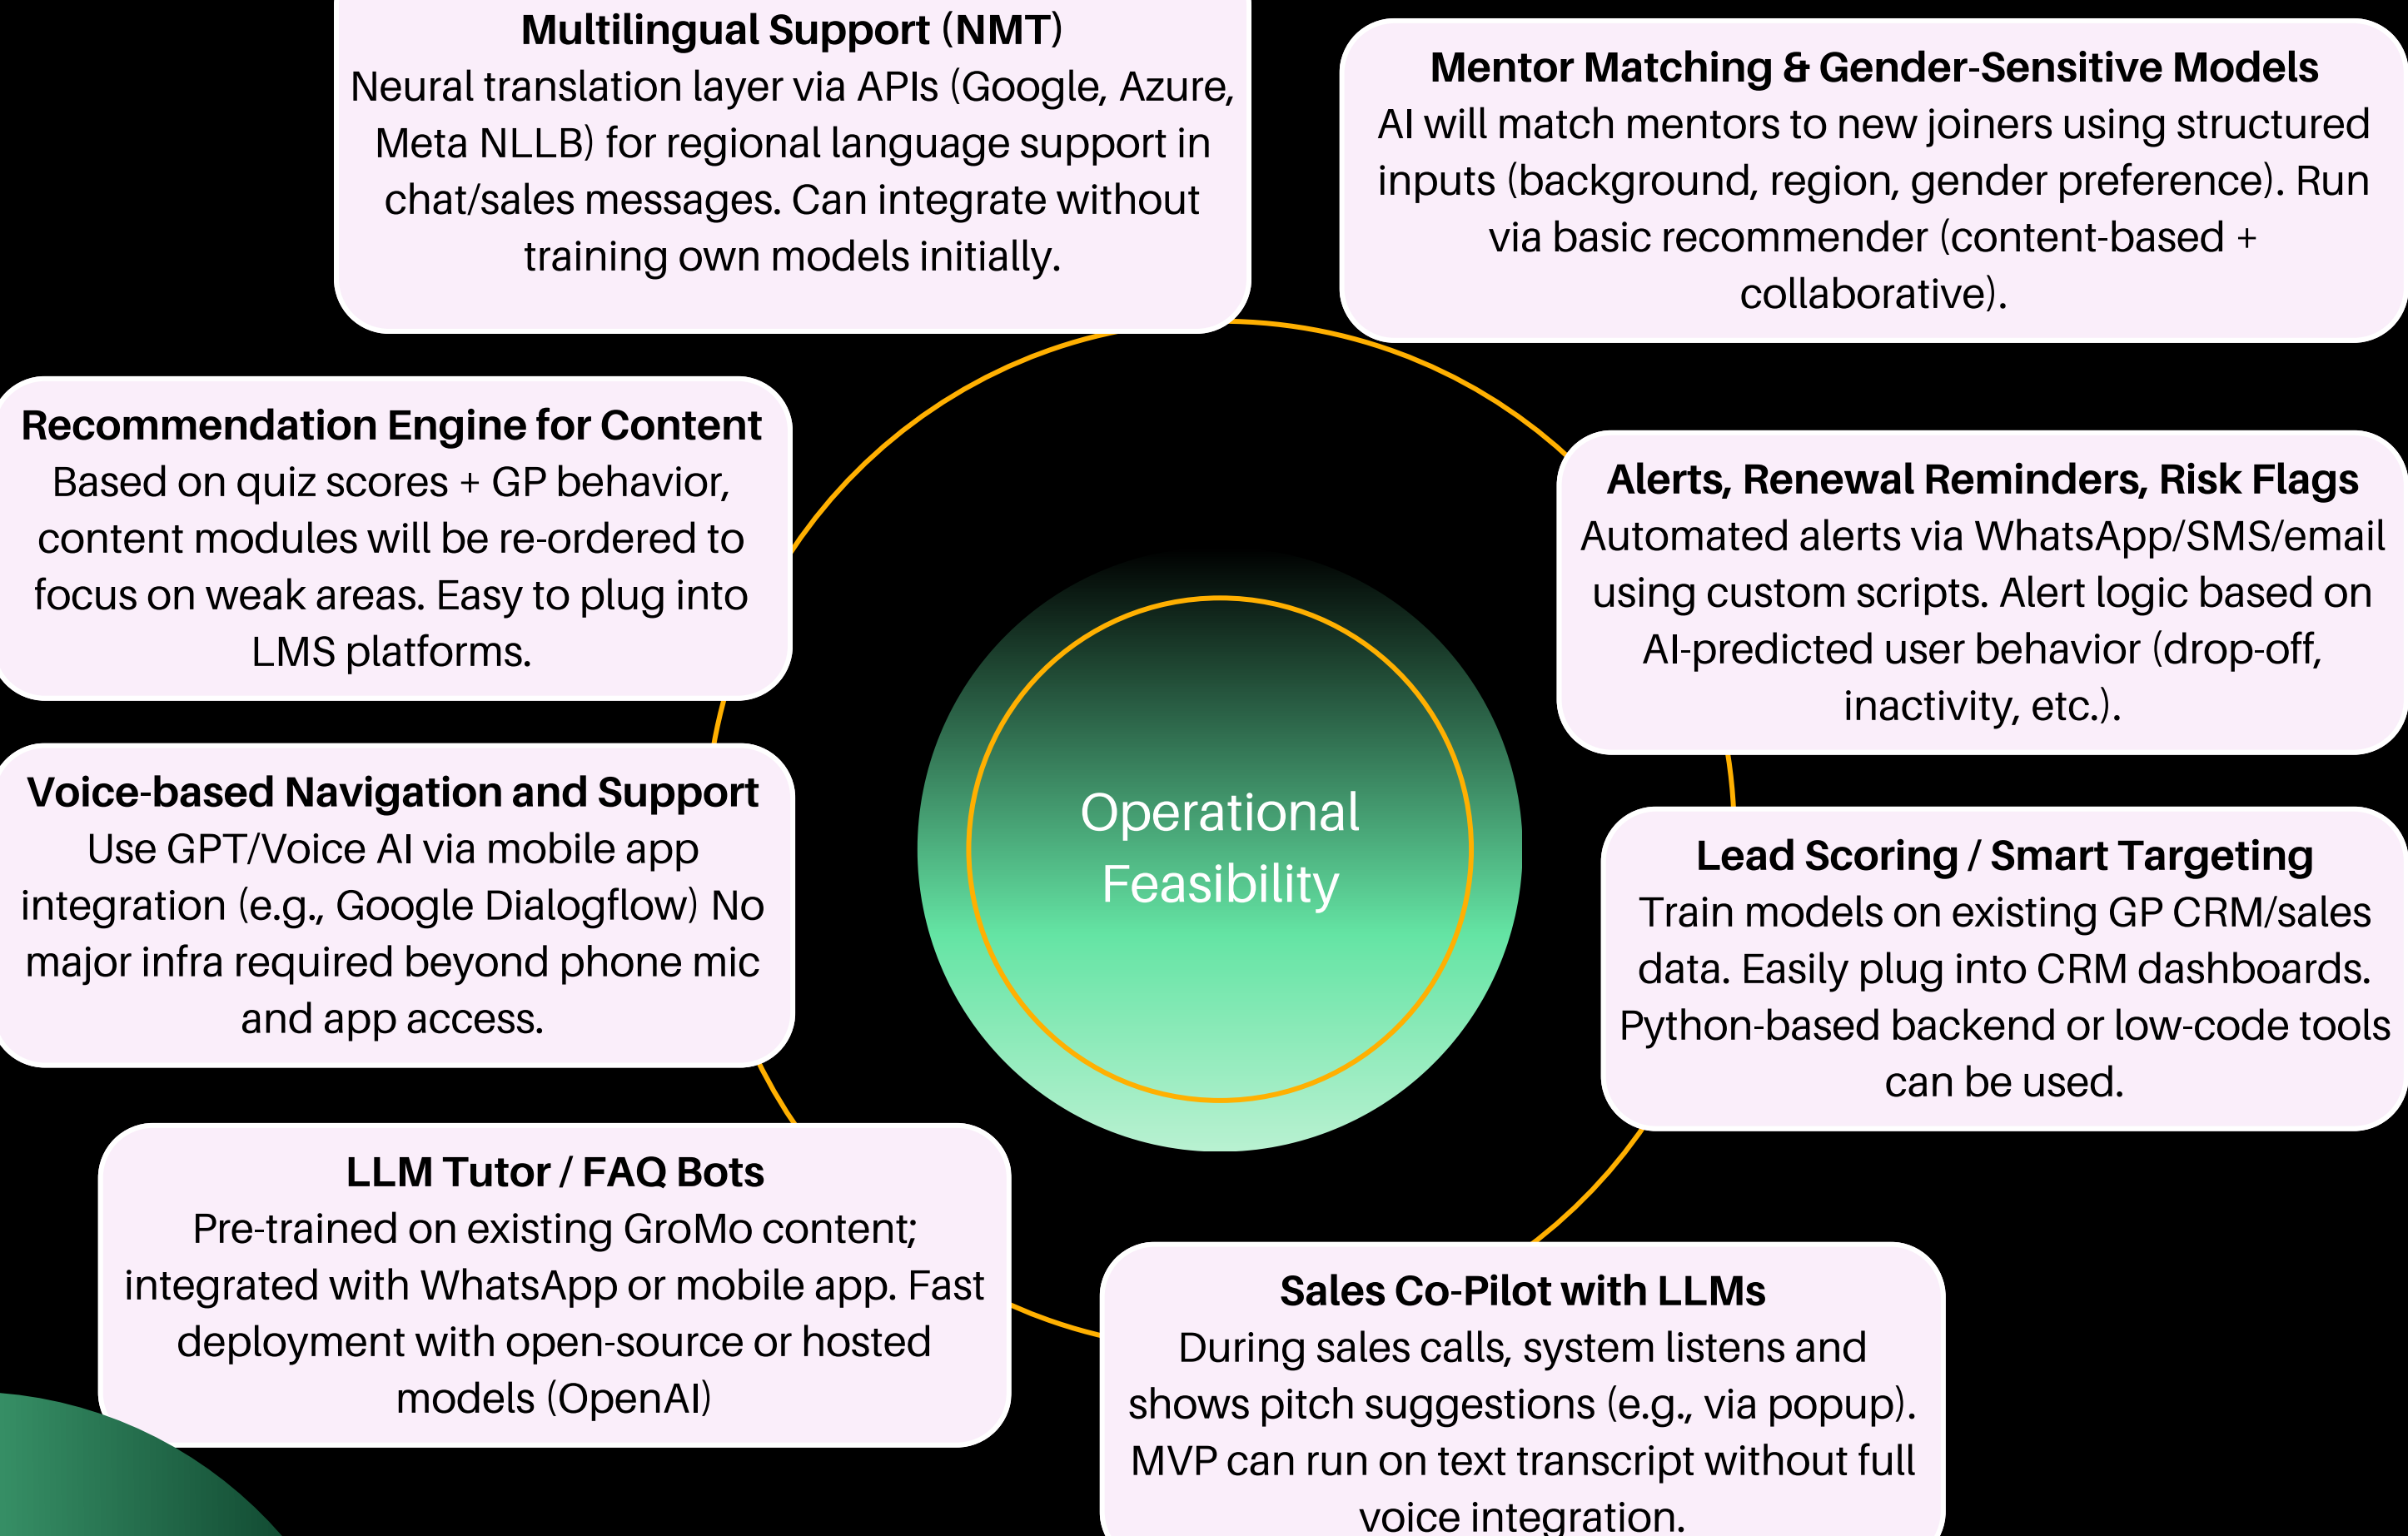 Multilingual Support (NMT)
Neural translation layer via APIs (Google, Azure,
Meta NLLB) for regional language support in
chat/sales messages. Can integrate without
training own models initially.
Mentor Matching & Gender-Sensitive Models
AI will match mentors to new joiners using structured
inputs (background, region, gender preference). Run
via basic recommender (content-based +
collaborative).
Recommendation Engine for Content
Based on quiz scores + GP behavior,
content modules will be re-ordered to
focus on weak areas. Easy to plug into
LMS platforms.
Alerts, Renewal Reminders, Risk Flags
Automated alerts via WhatsApp/SMS/email
using custom scripts. Alert logic based on
AI-predicted user behavior (drop-off,
inactivity, etc.).
Voice-based Navigation and Support
Use GPT/Voice AI via mobile app
integration (e.g., Google Dialogflow) No
major infra required beyond phone mic
and app access.
Operational
Feasibility
Lead Scoring / Smart Targeting
Train models on existing GP CRM/sales
data. Easily plug into CRM dashboards.
Python-based backend or low-code tools
can be used.
LLM Tutor / FAQ Bots
Pre-trained on existing GroMo content;
integrated with WhatsApp or mobile app. Fast
deployment with open-source or hosted
models (OpenAI)
Sales Co-Pilot with LLMs
During sales calls, system listens and
shows pitch suggestions (e.g., via popup).
MVP can run on text transcript without full
voice integration.